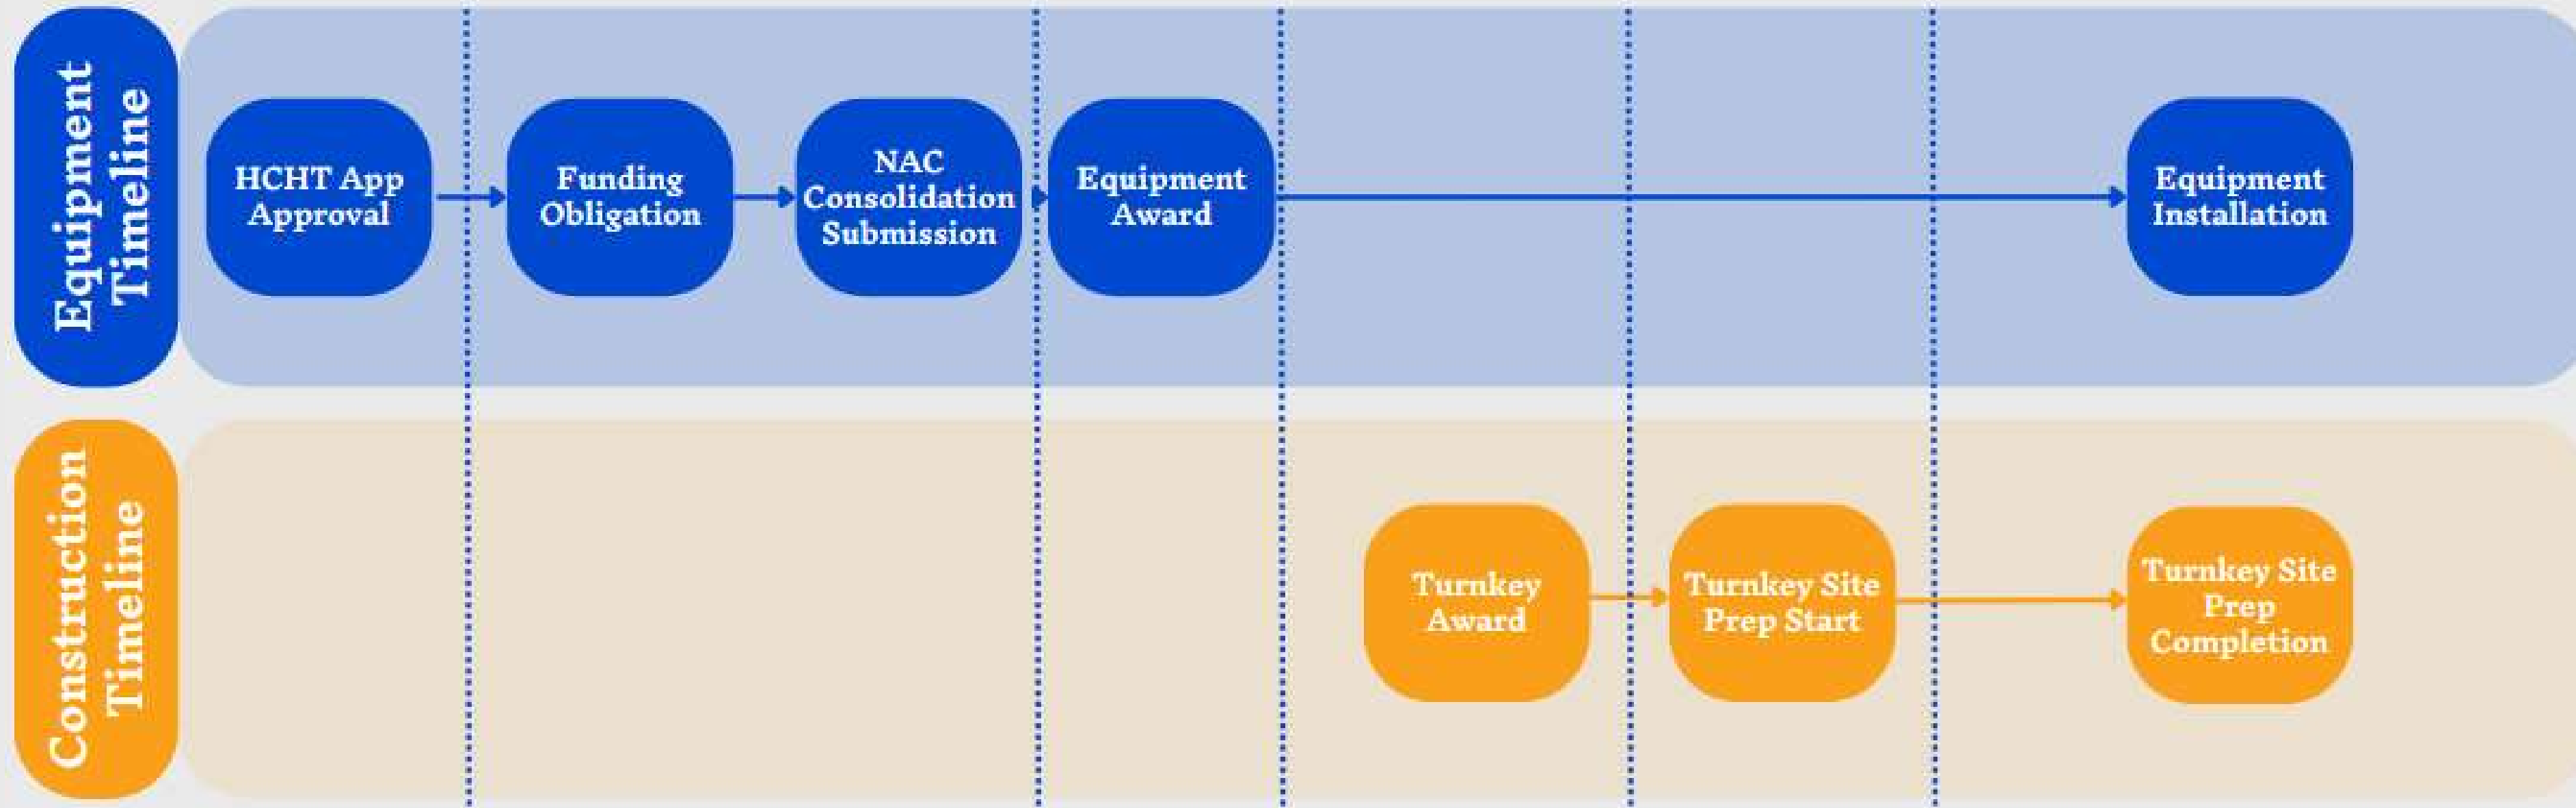 Equipment
Timeline
HCHT App
Approval
Funding
Obligation
NAC
Consolidation
Submission
Equipment
Award
Equipment
Installation
Construction
Timeline
Turnkey
Award
Turnkey Site
Prep Start
Turnkey Site
Prep
Completion